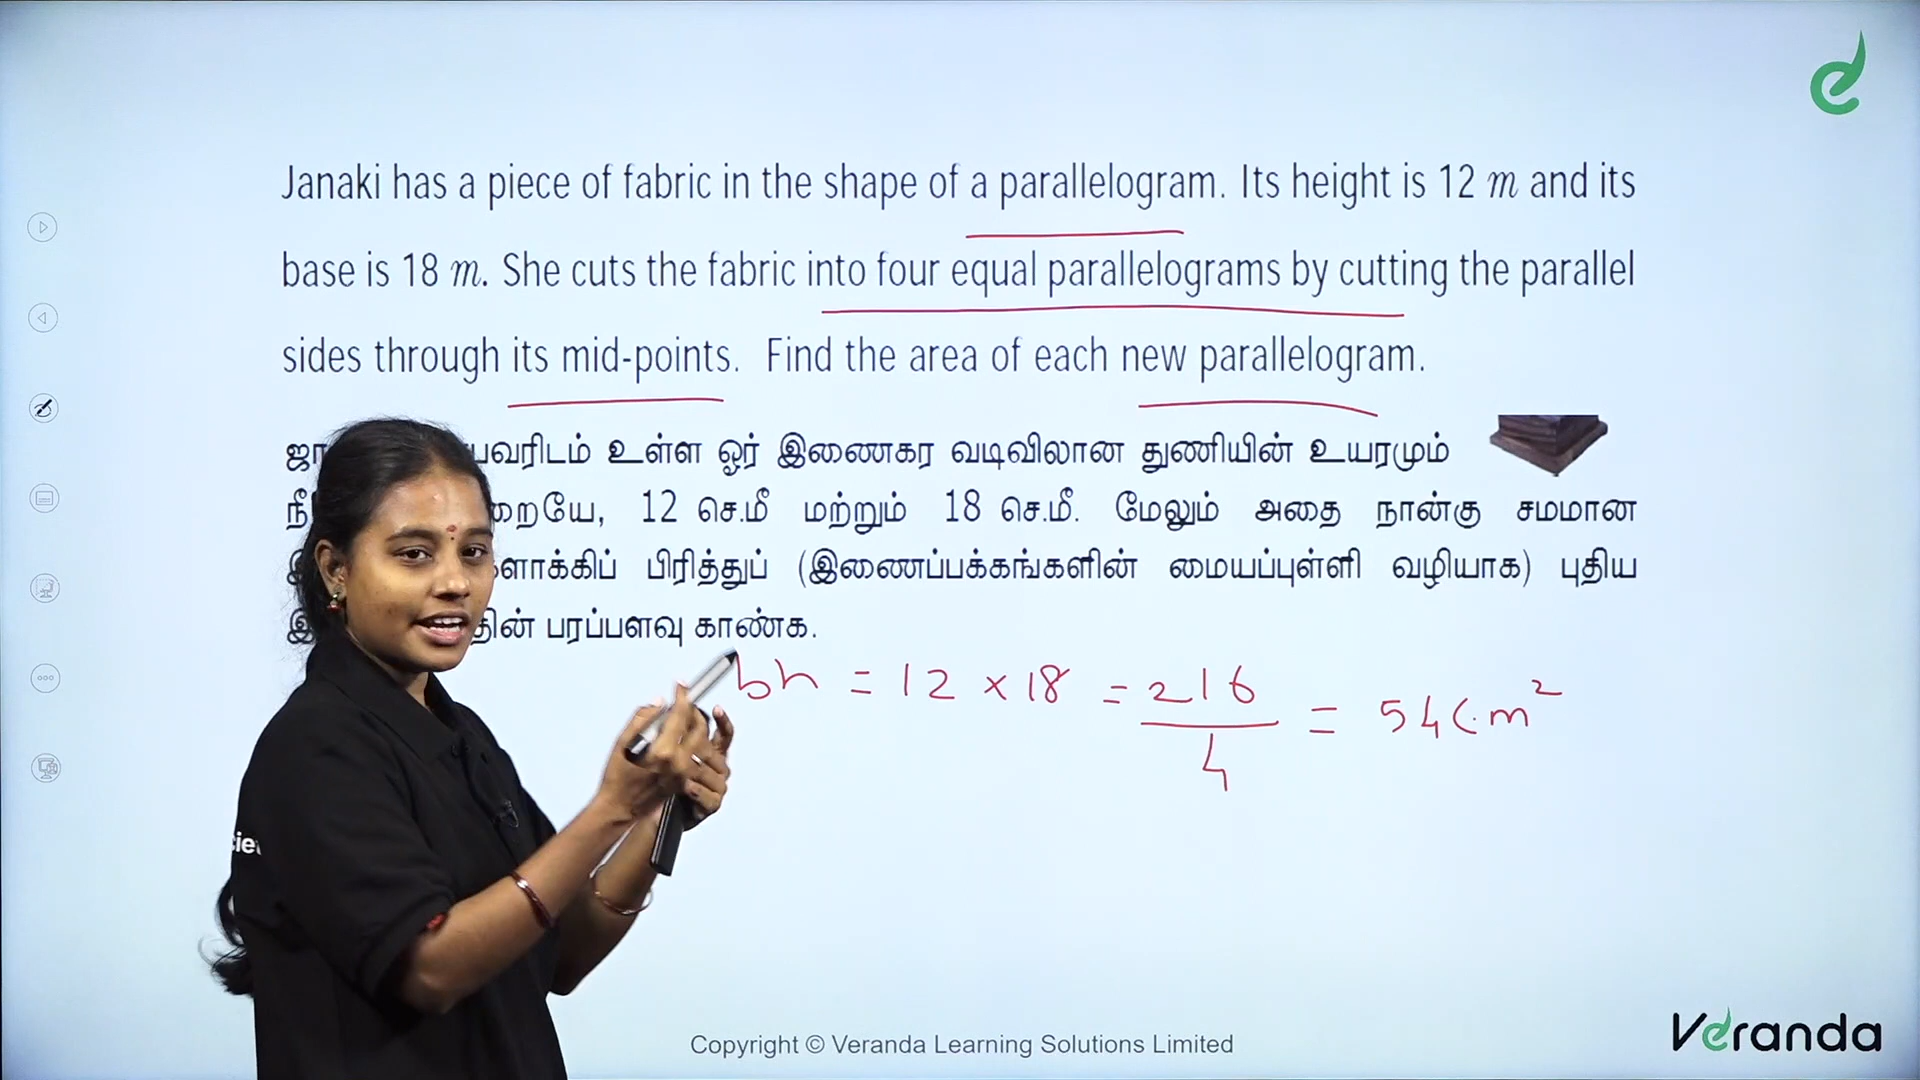 Janaki has a piece of fabric in the shape of a parallelogram. Its height is 12 m and its
base is 18 m. She cuts the fabric into four equal parallelograms by cutting the parallel
sides through its mid-points. Find the area of each new parallelogram.
உள்ள ஓர் இணைகர வடிவிலான துணியின் உயரமும்
12 செ.மீ மற்றும் 18 செ.மீ. மேலும் அதை நான்கு சமமான
பிரித்துப் (இணைப்பக்கங்களின் மையப்புள்ளி வழியாக) புதிய
பரப்பளவு காண்க.
bh = 12 × 18 = 216/4 = 54 c.m²
Copyright © Veranda Learning Solutions Limited
Veranda